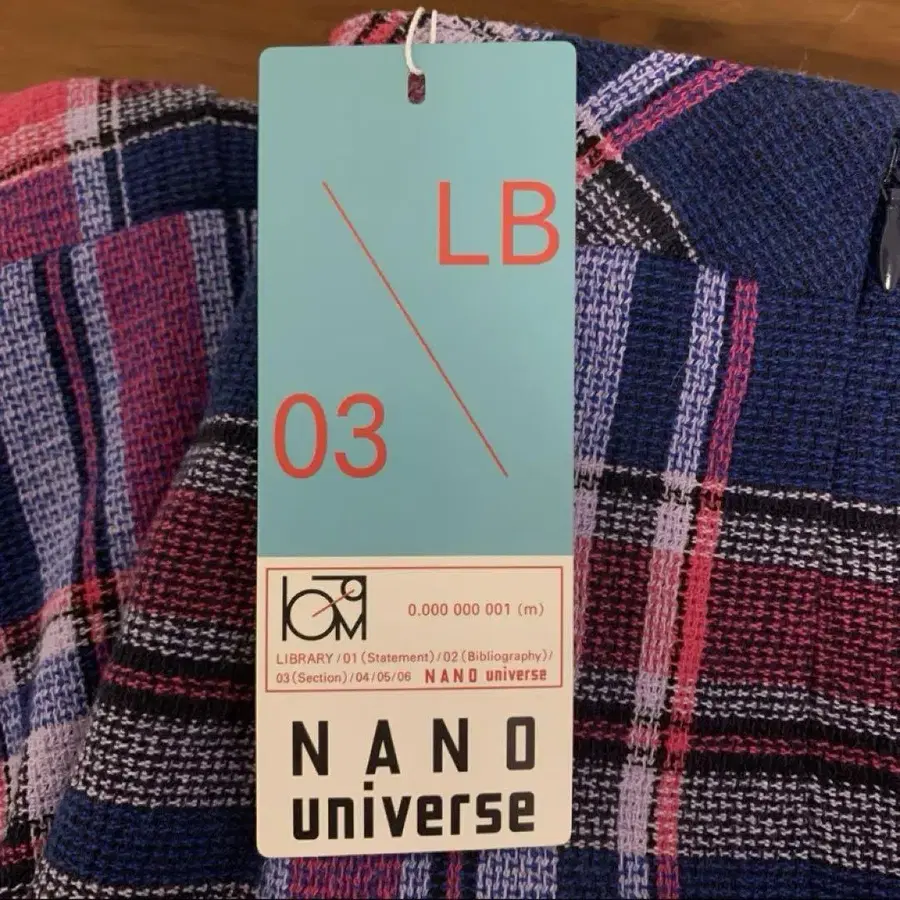 LB
03
0.000 000 001 (m)
LIBRARY / 01 (Statement) / 02 (Bibliography) /
03 (Section) / 04 / 05 / 06 NANO universe
NANO
universe